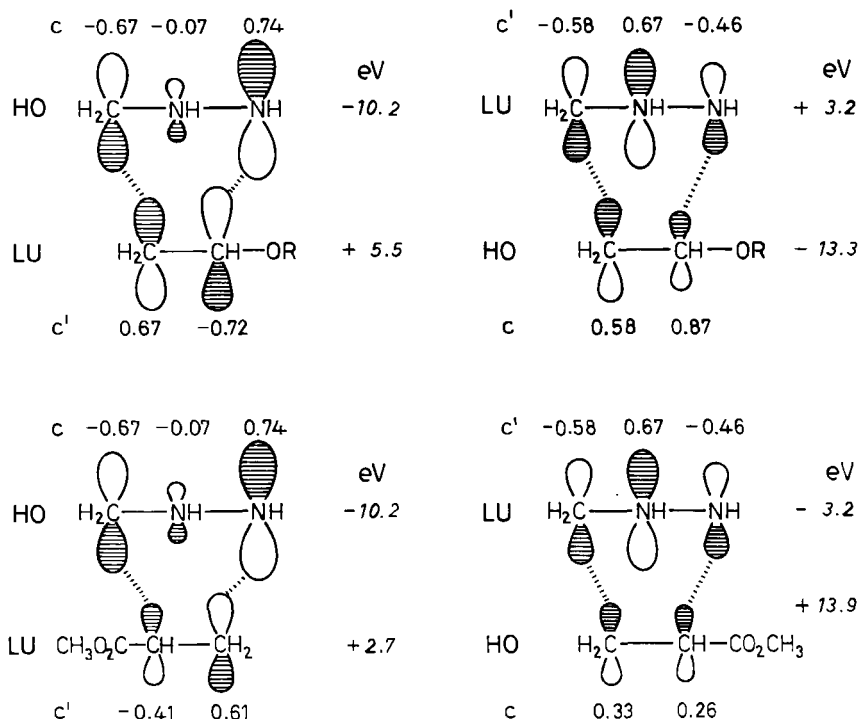 c -0.67 -0.07 0.74
eV
HO H₂C NH NH -10.2
LU H₂C CH OR + 5.5
c' 0.67 -0.72
c' -0.58 0.67 -0.46
eV
LU H₂C NH NH + 3.2
HO H₂C CH OR - 13.3
c 0.58 0.87
c -0.67 -0.07 0.74
eV
HO H₂C NH NH -10.2
LU CH₃O₂C CH CH₂ +2.7
c' -0.41 0.61
c' -0.58 0.67 -0.46
eV
LU H₂C NH NH - 3.2
+ 13.9
HO H₂C CH CO₂CH₃
c 0.33 0.26